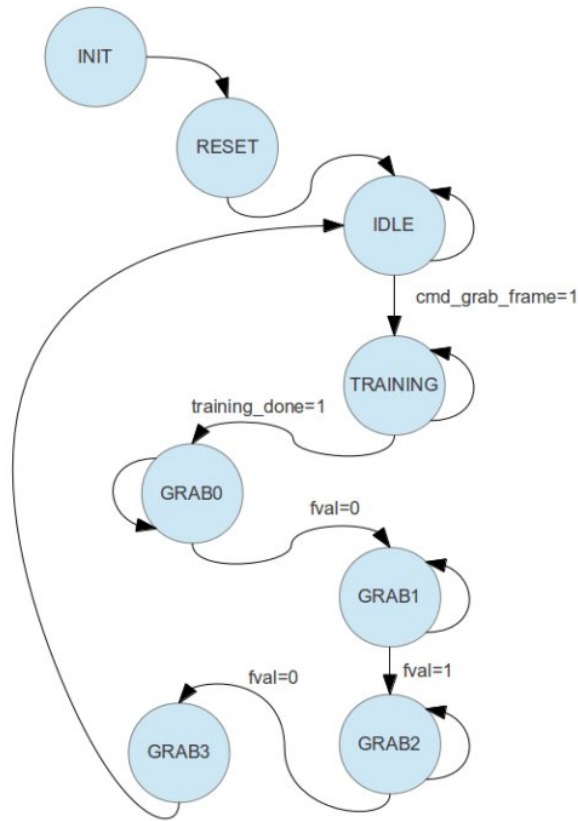 INIT
RESET
IDLE
cmd_grab_frame=1
TRAINING
training_done=1
GRAB0
fval=0
GRAB1
fval=1
fval=0
GRAB2
GRAB3